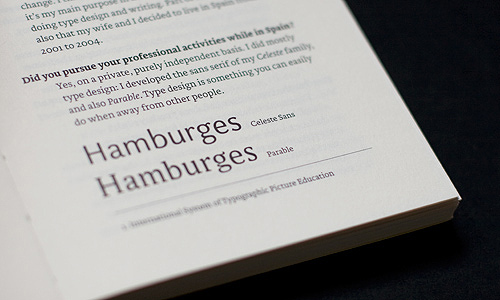 change. I
it's my main purpose in
doing type design and writing. Part
also that my wife and I decided to live in Spain
2001 to 2004.
Did you pursue your professional activities while in Spain?
Yes, on a private, purely independent basis. I did mostly
type design: I developed the sans serif of my Celeste family,
and also Parable. Type design is something you can easily
do when away from other people.
Hamburges Celeste Sans
Hamburges Parable
International System of Typographic Picture Education